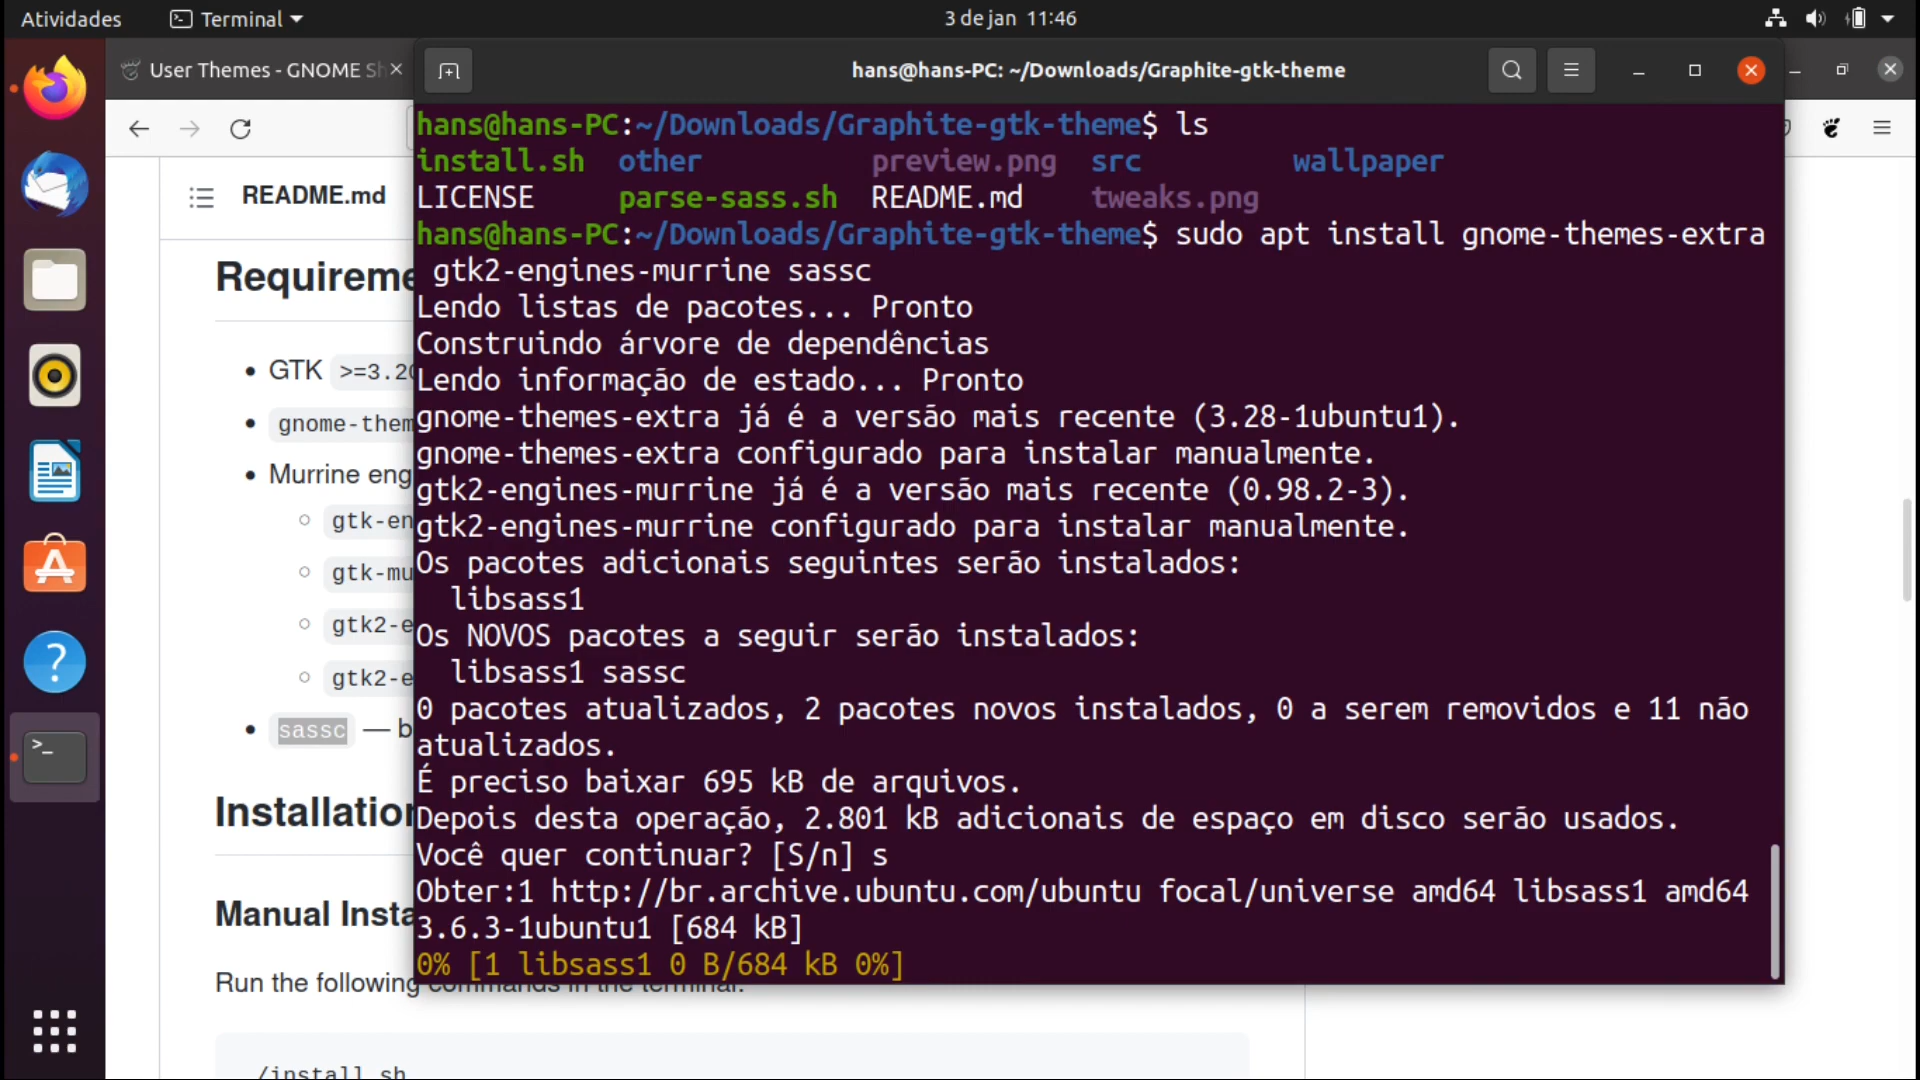 Atividades
Terminal
3 de jan 11:46
User Themes - GNOME Sh
hans@hans-PC: ~/Downloads/Graphite-gtk-theme
hans@hans-PC:~/Downloads/Graphite-gtk-theme$ ls
install.sh other preview.png src wallpaper
LICENSE parse-sass.sh README.md tweaks.png
hans@hans-PC:~/Downloads/Graphite-gtk-theme$ sudo apt install gnome-themes-extra
gtk2-engines-murrine sassc
Lendo listas de pacotes... Pronto
Construindo árvore de dependências
Lendo informação de estado... Pronto
gnome-themes-extra já é a versão mais recente (3.28-1ubuntu1).
gnome-themes-extra configurado para instalar manualmente.
gtk2-engines-murrine já é a versão mais recente (0.98.2-3).
gtk2-engines-murrine configurado para instalar manualmente.
Os pacotes adicionais seguintes serão instalados:
libsass1
Os NOVOS pacotes a seguir serão instalados:
libsass1 sassc
0 pacotes atualizados, 2 pacotes novos instalados, 0 a serem removidos e 11 não
atualizados.
É preciso baixar 695 kB de arquivos.
Depois desta operação, 2.801 kB adicionais de espaço em disco serão usados.
Você quer continuar? [S/n] s
Obter:1 http://br.archive.ubuntu.com/ubuntu focal/universe amd64 libsass1 amd64
3.6.3-1ubuntu1 [684 kB]
0% [1 libsass1 0 B/684 kB 0%]
README.md
Requireme
GTK >=3.20
gnome-them
Murrine eng
gtk-en
gtk-mu
gtk2-e
gtk2-e
sassc — b
Installation
Manual Insta
Run the following commands in the terminal:
/install.sh